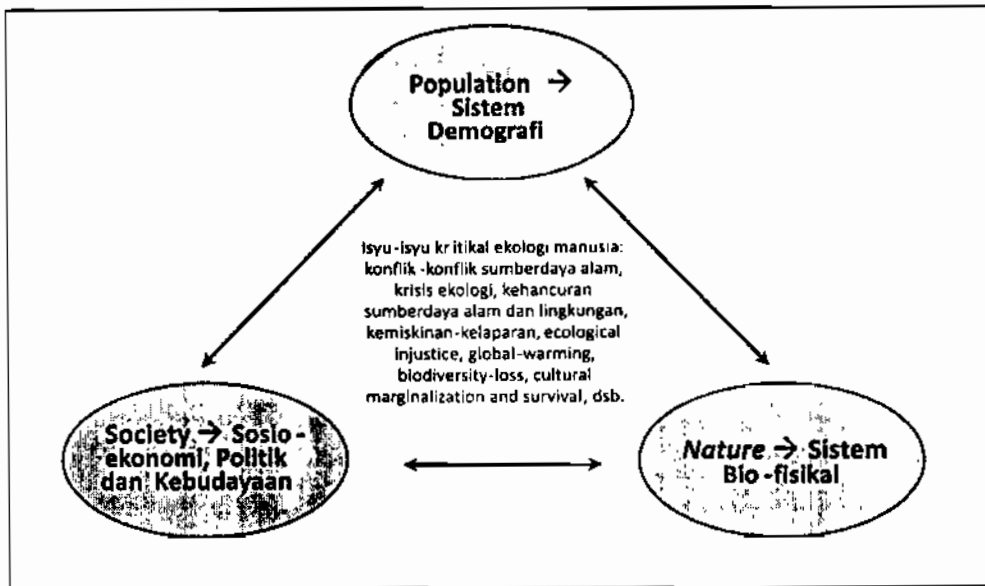 Population →
Sistem
Demografi
Isyu-isyu kritikal ekologi manusia:
konflik -konflik sumberdaya alam,
krisis ekologi, kehancuran
sumberdaya alam dan lingkungan,
kemiskinan-kelaparan, ecological
injustice, global-warming,
biodiversity-loss, cultural
marginalization and survival, dsb.
Society → Sosio-
ekonomi, Politik
dan Kebudayaan
Nature → Sistem
Bio-fisikal